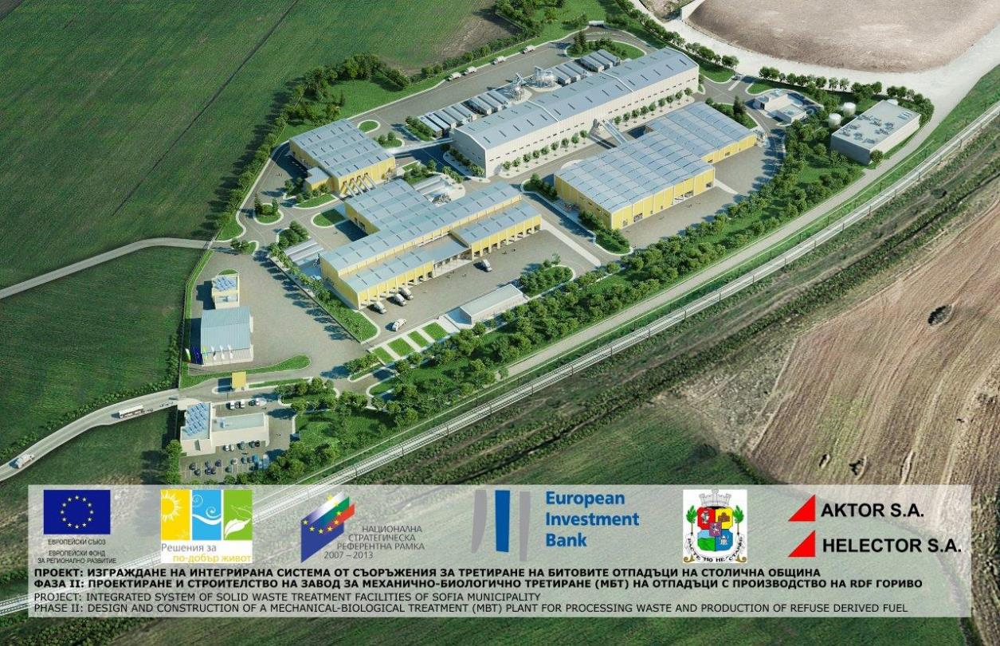 ЕВРОПЕЙСКИ СЪЮЗ
ЕВРОПЕЙСКИ ФОНД
ЗА РЕГИОНАЛНО РАЗВИТИЕ
Решения за
по-добър живот
НАЦИОНАЛНА
СТРАТЕГИЧЕСКА
РЕФЕРЕНТНА РАМКА
2007 – 2013
European
Investment
Bank
РАСТЕ НО НЕ СТАРЕЕ
AKTOR S.A.
HELECTOR S.A.
ПРОЕКТ: ИЗГРАЖДАНЕ НА ИНТЕГРИРАНА СИСТЕМА ОТ СЪОРЪЖЕНИЯ ЗА ТРЕТИРАНЕ НА БИТОВИТЕ ОТПАДЪЦИ НА СТОЛИЧНА ОБЩИНА
ФАЗА II: ПРОЕКТИРАНЕ И СТРОИТЕЛСТВО НА ЗАВОД ЗА МЕХАНИЧНО-БИОЛОГИЧНО ТРЕТИРАНЕ (МБТ) НА ОТПАДЪЦИ С ПРОИЗВОДСТВО НА RDF ГОРИВО
PROJECT: INTEGRATED SYSTEM OF SOLID WASTE TREATMENT FACILITIES OF SOFIA MUNICIPALITY
PHASE II: DESIGN AND CONSTRUCTION OF A MECHANICAL-BIOLOGICAL TREATMENT (MBT) PLANT FOR PROCESSING WASTE AND PRODUCTION OF REFUSE DERIVED FUEL